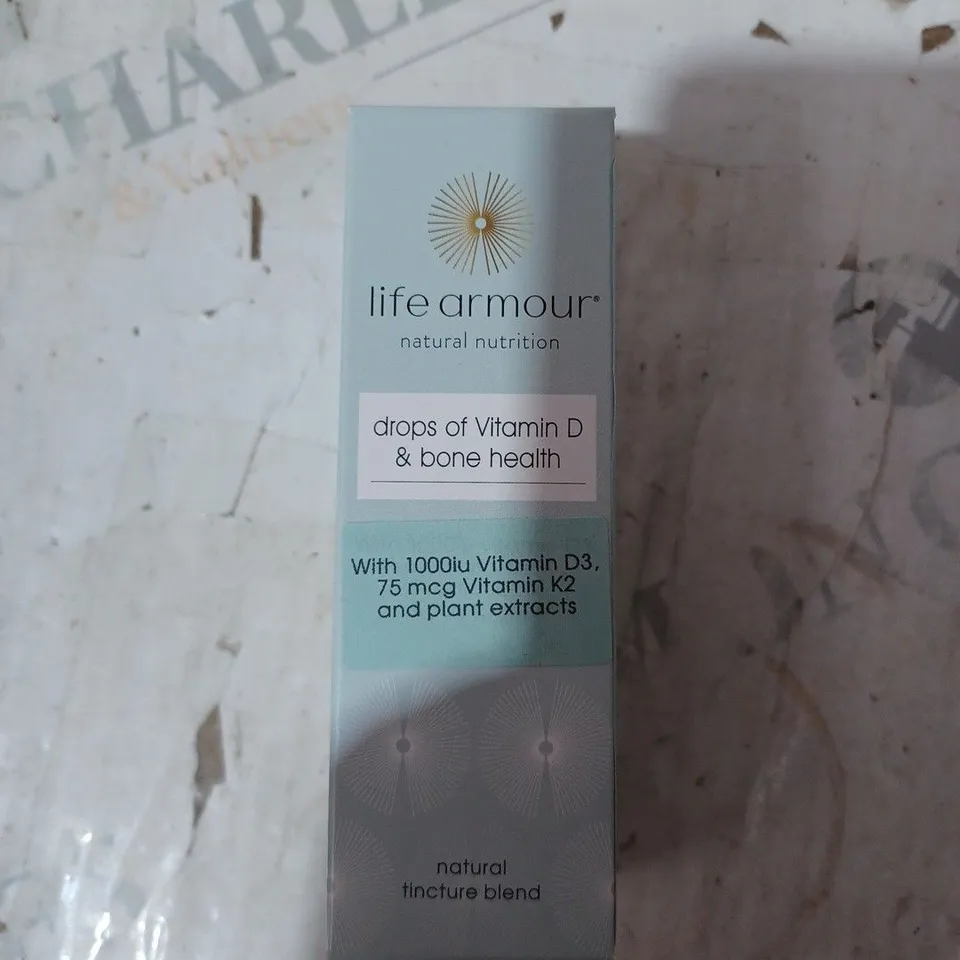 CHARLE
life armour®
natural nutrition
drops of Vitamin D
& bone health
With 1000iu Vitamin D3,
75 mcg Vitamin K2
and plant extracts
natural
tincture blend